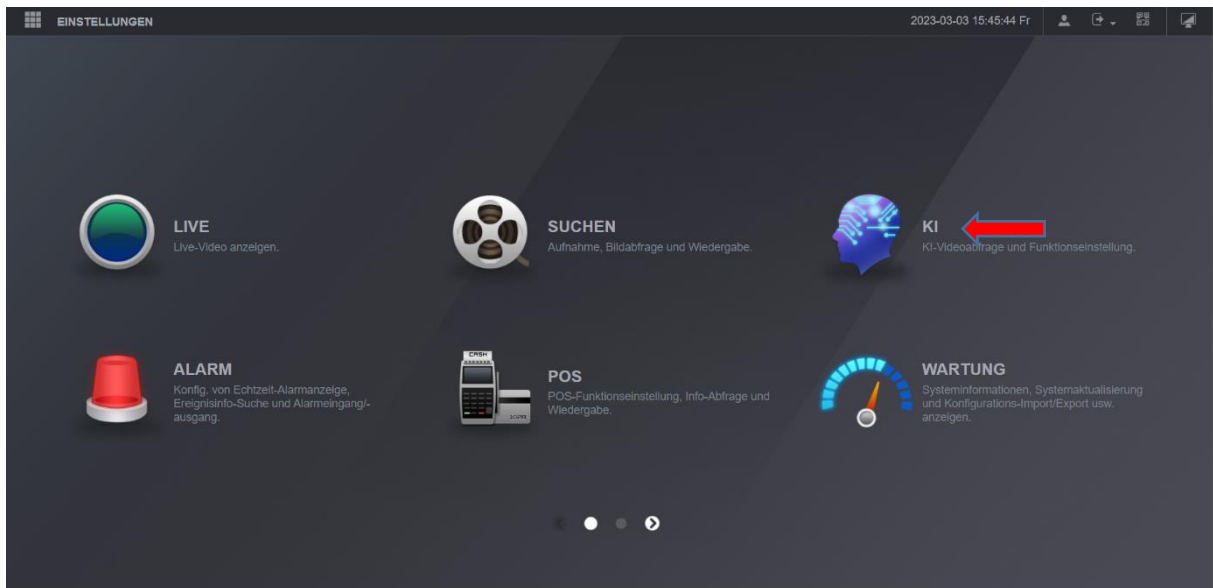 EINSTELLUNGEN
2023-03-03 15:45:44 Fr
LIVE
Live-Video anzeigen.
SUCHEN
Aufnahme, Bildabfrage und Wiedergabe.
KI
KI-Videoabfrage und Funktionseinstellung.
ALARM
Konfig. von Echtzeit-Alarmanzeige,
Ereignisinfo-Suche und Alarmeingang/-
ausgang.
CASH
POS
POS-Funktionseinstellung, Info-Abfrage und
Wiedergabe.
WARTUNG
Systeminformationen, Systemaktualisierung
und Konfigurations-Import/Export usw.
anzeigen.